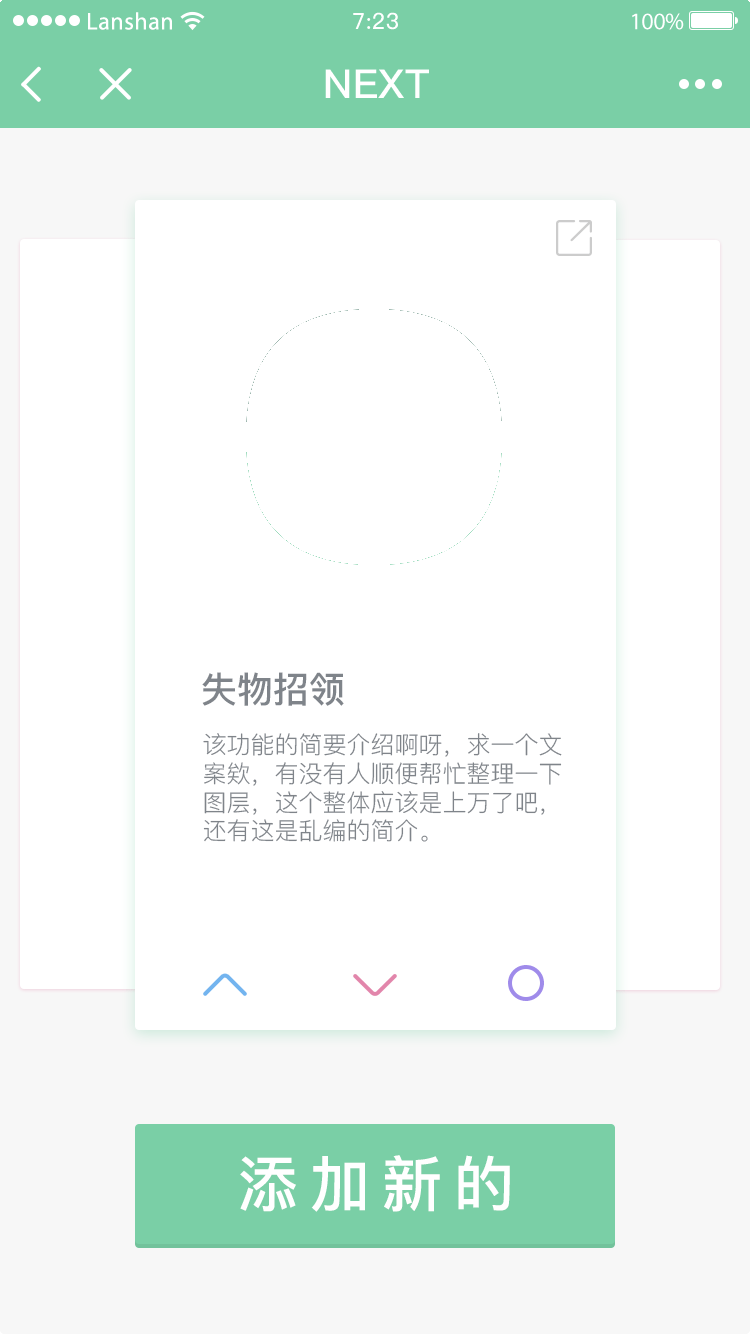 Lanshan 7:23 100%
NEXT
失物招领
该功能的简要介绍啊呀，求一个文
案欸，有没有人顺便帮忙整理一下
图层，这个整体应该是上万了吧，
还有这是乱编的简介。
添加新的